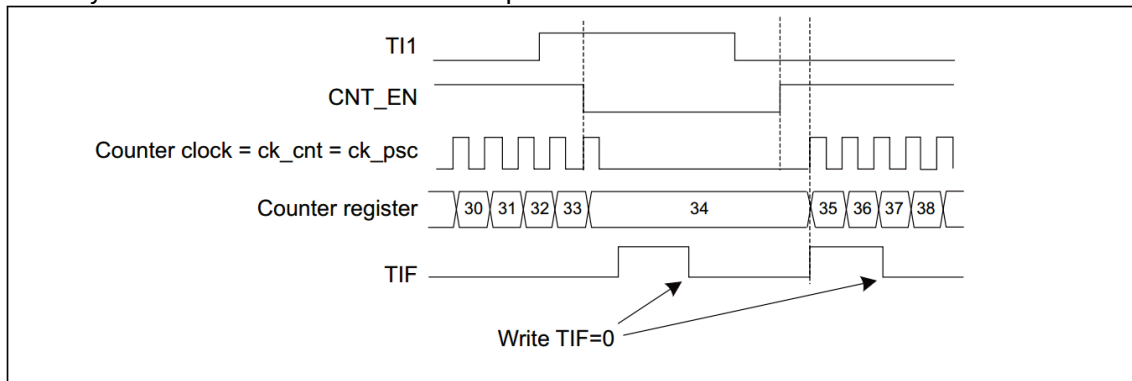 TI1
CNT_EN
Counter clock = ck_cnt = ck_psc
Counter register
30 31 32 33 34 35 36 37 38
TIF
Write TIF=0